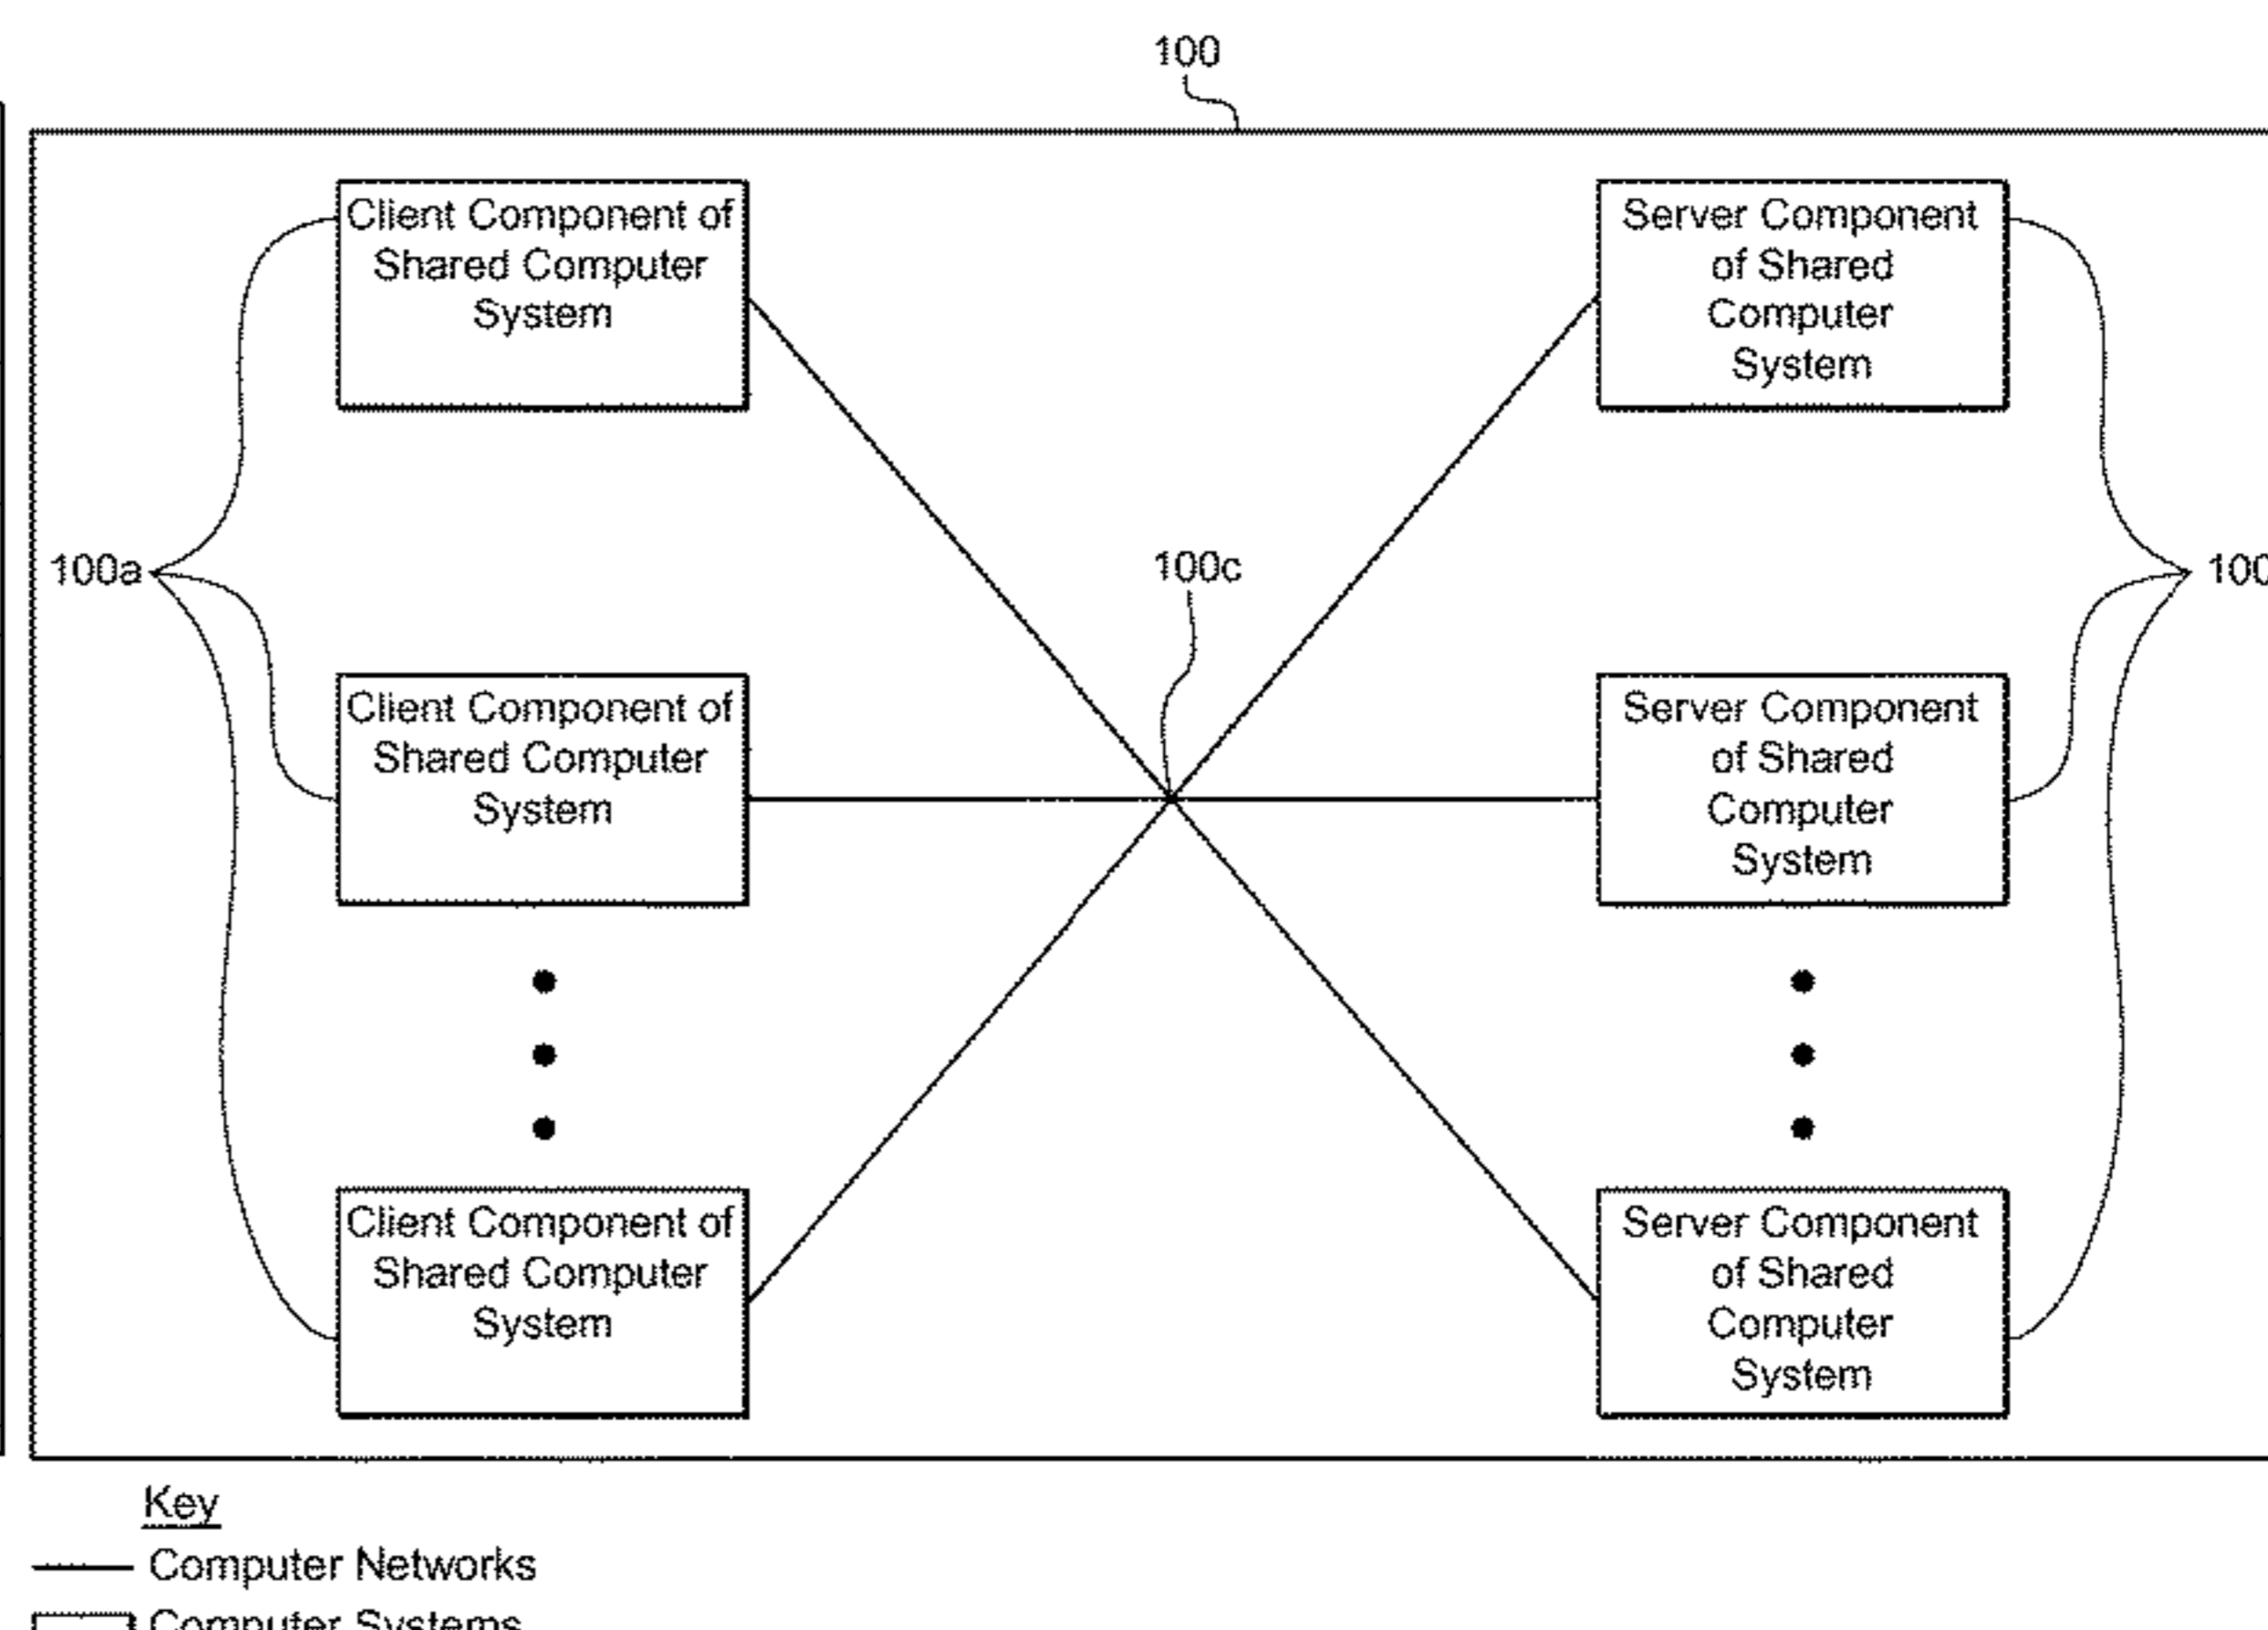 100
Client Component of
Shared Computer
System
Server Component
of Shared
Computer
System
100a
100c
100
Client Component of
Shared Computer
System
Server Component
of Shared
Computer
System
Client Component of
Shared Computer
System
Server Component
of Shared
Computer
System
Key
Computer Networks
Computer Systems